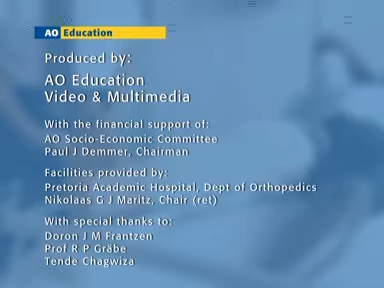 AO Education
Produced by:
AO Education
Video & Multimedia
With the financial support of:
AO Socio-Economic Committee
Paul J Demmer, Chairman
Facilities provided by:
Pretoria Academic Hospital, Dept of Orthopedics
Nikolaas G J Maritz, Chair (ret)
With special thanks to:
Doron J M Frantzen
Prof R P Gräbe
Tende Chagwiza